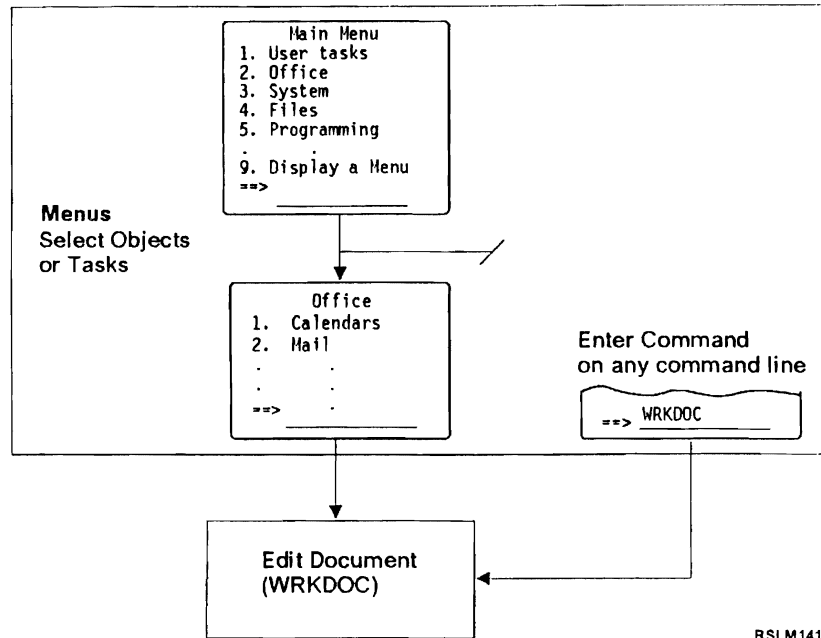 Main Menu
1. User tasks
2. Office
3. System
4. Files
5. Programming
. .
9. Display a Menu
==>
Menus
Select Objects
or Tasks
Office
1. Calendars
2. Mail
. .
. .
==> .
Enter Command
on any command line
==> WRKDOC
Edit Document
(WRKDOC)
RSLM141